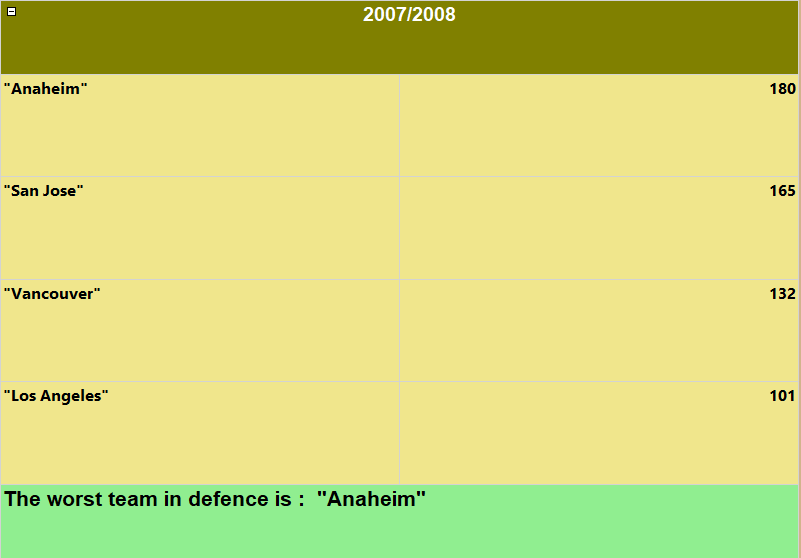 2007/2008
"Anaheim" 180
"San Jose" 165
"Vancouver" 132
"Los Angeles" 101
The worst team in defence is :  "Anaheim"